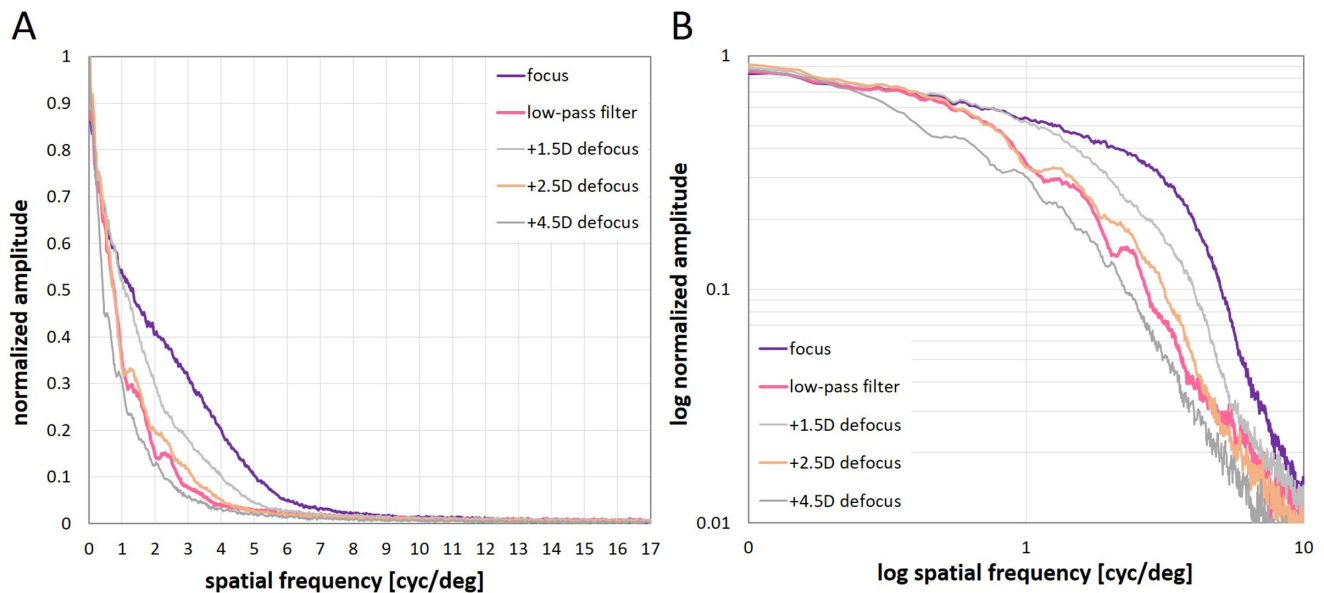 A
1
0.9
0.8
0.7
0.6
0.5
0.4
0.3
0.2
0.1
0
normalized amplitude
focus
low-pass filter
+1.5D defocus
+2.5D defocus
+4.5D defocus
0 1 2 3 4 5 6 7 8 9 10 11 12 13 14 15 16 17
spatial frequency [cyc/deg]
B
1
0.1
0.01
log normalized amplitude
focus
low-pass filter
+1.5D defocus
+2.5D defocus
+4.5D defocus
0 1 10
log spatial frequency [cyc/deg]